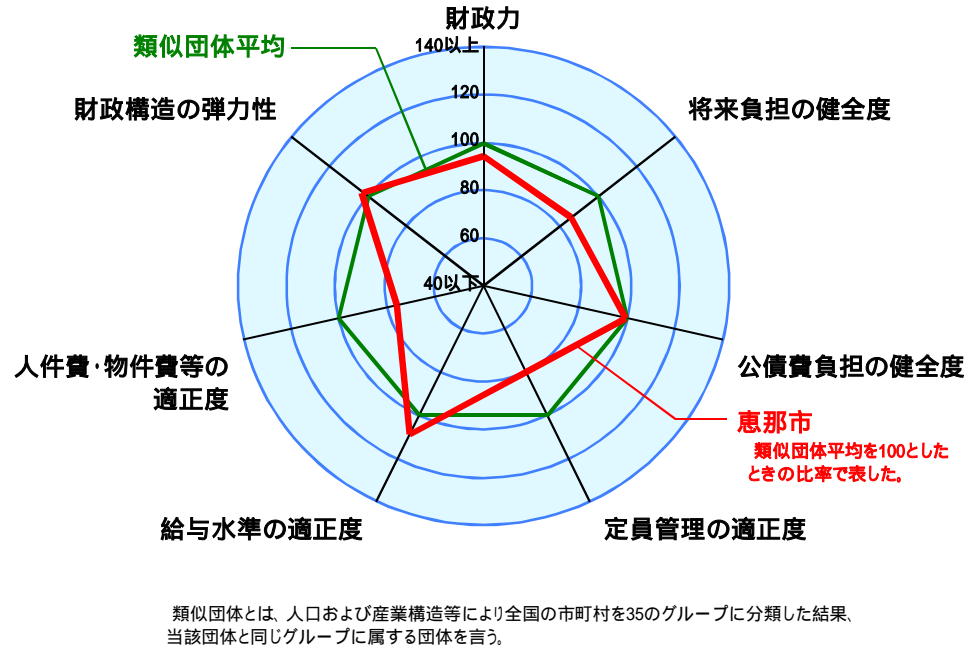 財政力
類似団体平均
140以上
120
100
80
60
40以下
財政構造の弾力性
将来負担の健全度
人件費・物件費等の
適正度
公債費負担の健全度
恵那市
類似団体平均を100とした
ときの比率で表した。
給与水準の適正度
定員管理の適正度
類似団体とは、人口および産業構造等により全国の市町村を35のグループに分類した結果、
当該団体と同じグループに属する団体を言う。